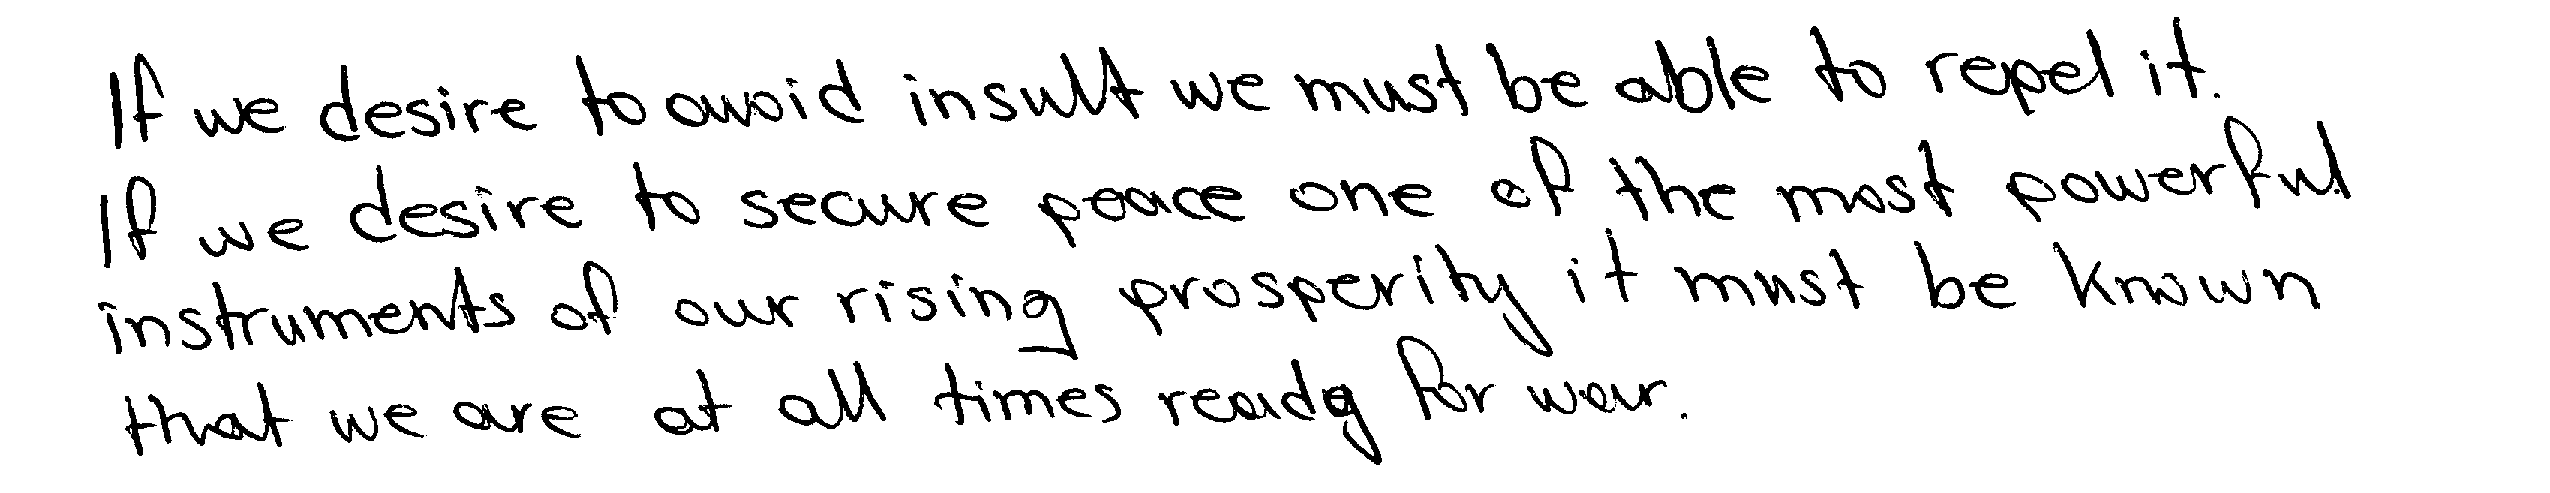 If we desire to avoid insult we must be able to repel it.
If we desire to secure peace one of the most powerful
instruments of our rising prosperity it must be known
that we are at all times ready for war.